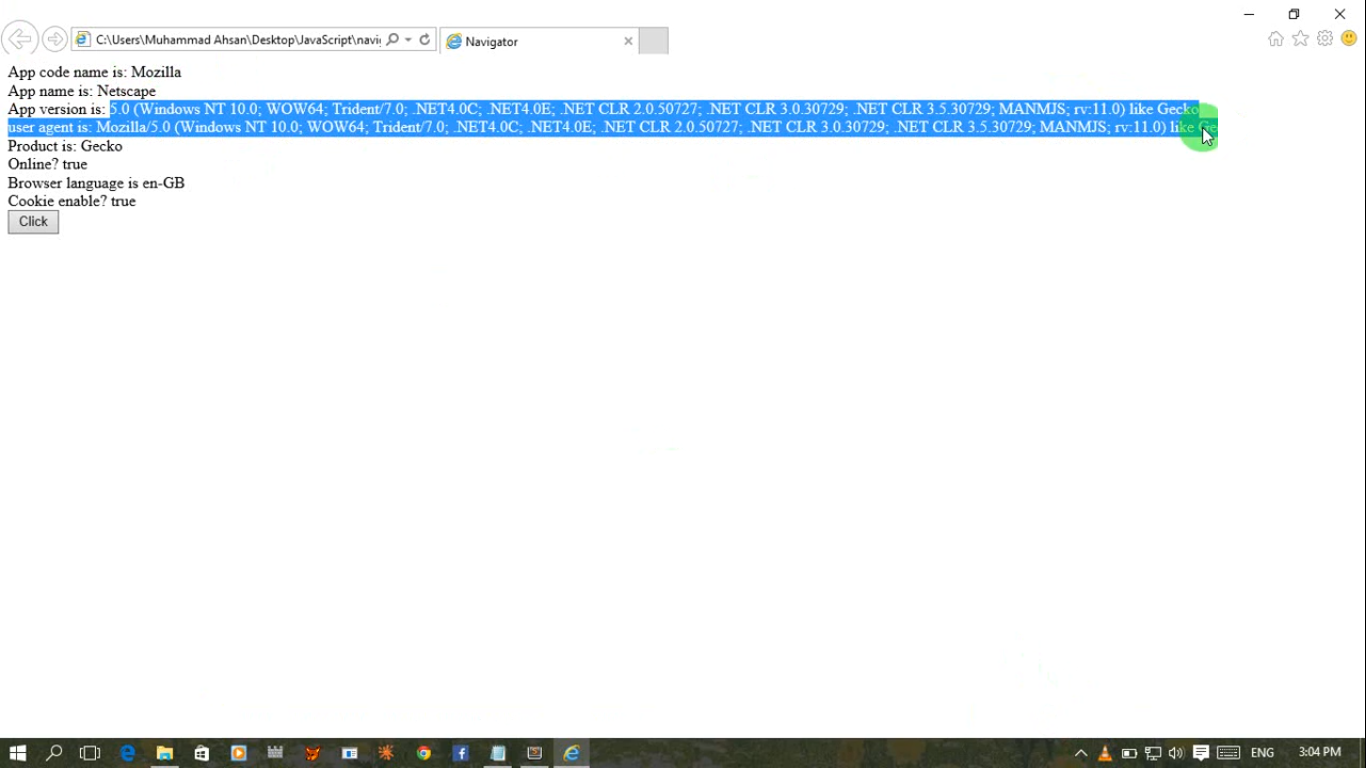 C:\Users\Muhammad Ahsan\Desktop\JavaScript\navi
Navigator
App code name is: Mozilla
App name is: Netscape
App version is: 5.0 (Windows NT 10.0; WOW64; Trident/7.0; .NET4.0C; .NET4.0E; .NET CLR 2.0.50727; .NET CLR 3.0.30729; .NET CLR 3.5.30729; MANMJS; rv:11.0) like Gecko
user agent is: Mozilla/5.0 (Windows NT 10.0; WOW64; Trident/7.0; .NET4.0C; .NET4.0E; .NET CLR 2.0.50727; .NET CLR 3.0.30729; .NET CLR 3.5.30729; MANMJS; rv:11.0) like
Product is: Gecko
Online? true
Browser language is en-GB
Cookie enable? true
Click
ENG
3:04 PM